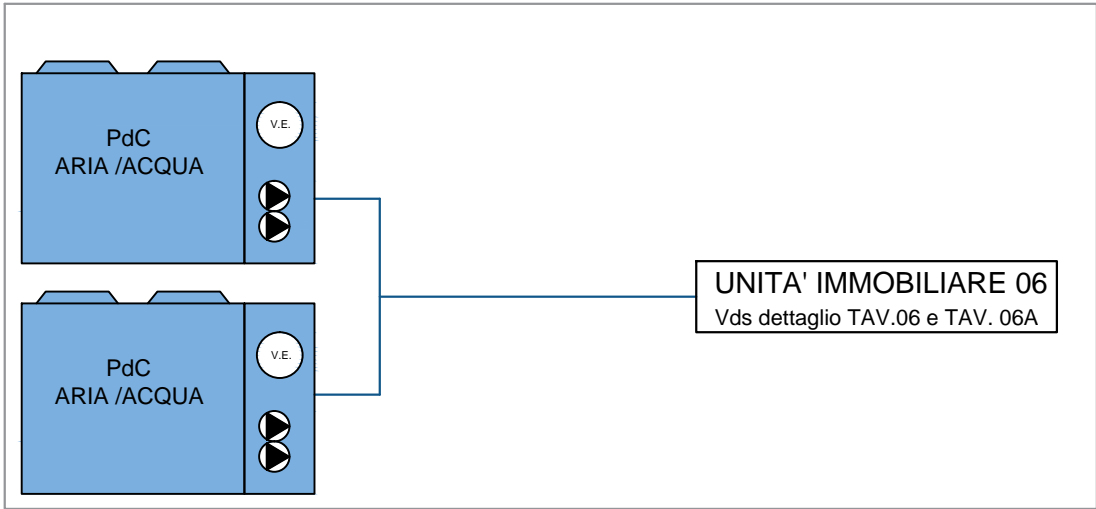 PdC
ARIA /ACQUA
V.E.
UNITA' IMMOBILIARE 06
Vds dettaglio TAV.06 e TAV. 06A
PdC
ARIA /ACQUA
V.E.